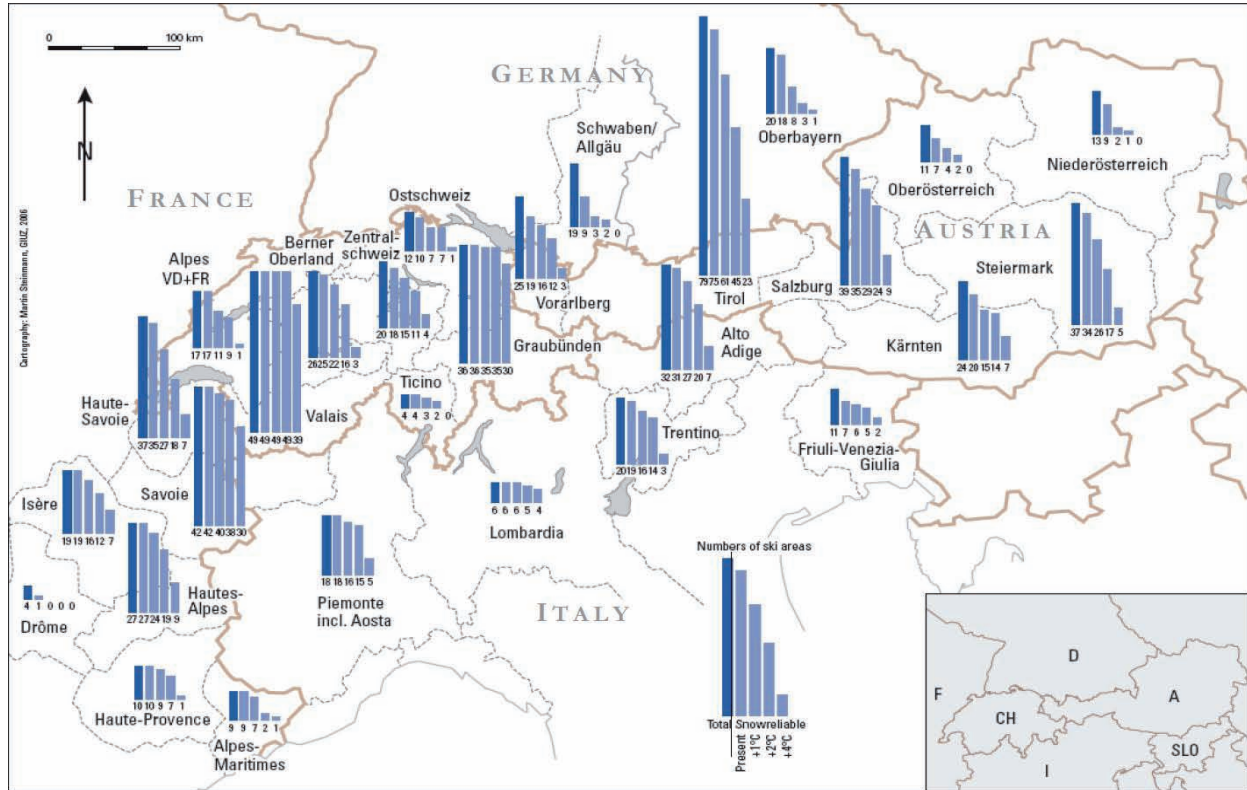 0
100 km
N
Cartography: Martin Steinmann, GIUZ, 2006
GERMANY
FRANCE
AUSTRIA
ITALY
Schwaben/
Allgäu
19 9 3 2 0
Oberbayern
20 18 8 3 1
Oberösterreich
11 7 4 2 0
Niederösterreich
13 9 2 1 0
Ostschweiz
12 10 7 7 1
Zentral-
schweiz
20 18 15 11 4
Berner
Oberland
26 25 22 16 3
Alpes
VD+FR
17 17 11 9 1
Vorarlberg
25 19 16 12 3
Tirol
79 75 61 45 23
Salzburg
39 35 29 24 9
Steiermark
37 34 26 17 5
Kärnten
24 20 15 14 7
Graubünden
36 36 35 35 30
Alto
Adige
32 31 27 20 7
Valais
49 49 49 49 39
Ticino
4 4 3 2 0
Haute-
Savoie
37 35 27 18 7
Savoie
42 42 40 38 30
Trentino
20 19 16 14 3
Friuli-Venezia-
Giulia
11 7 6 5 2
Isère
19 19 16 12 7
Lombardia
6 6 6 5 4
Hautes-
Alpes
27 27 24 19 9
Drôme
4 1 0 0 0
Piemonte
incl. Aosta
18 18 16 15 5
Haute-Provence
10 10 9 7 1
Alpes-
Maritimes
9 9 7 2 1
Numbers of ski areas
Total Snowreliable
Present
+1°C
+2°C
+4°C
D
F
A
CH
SLO
I